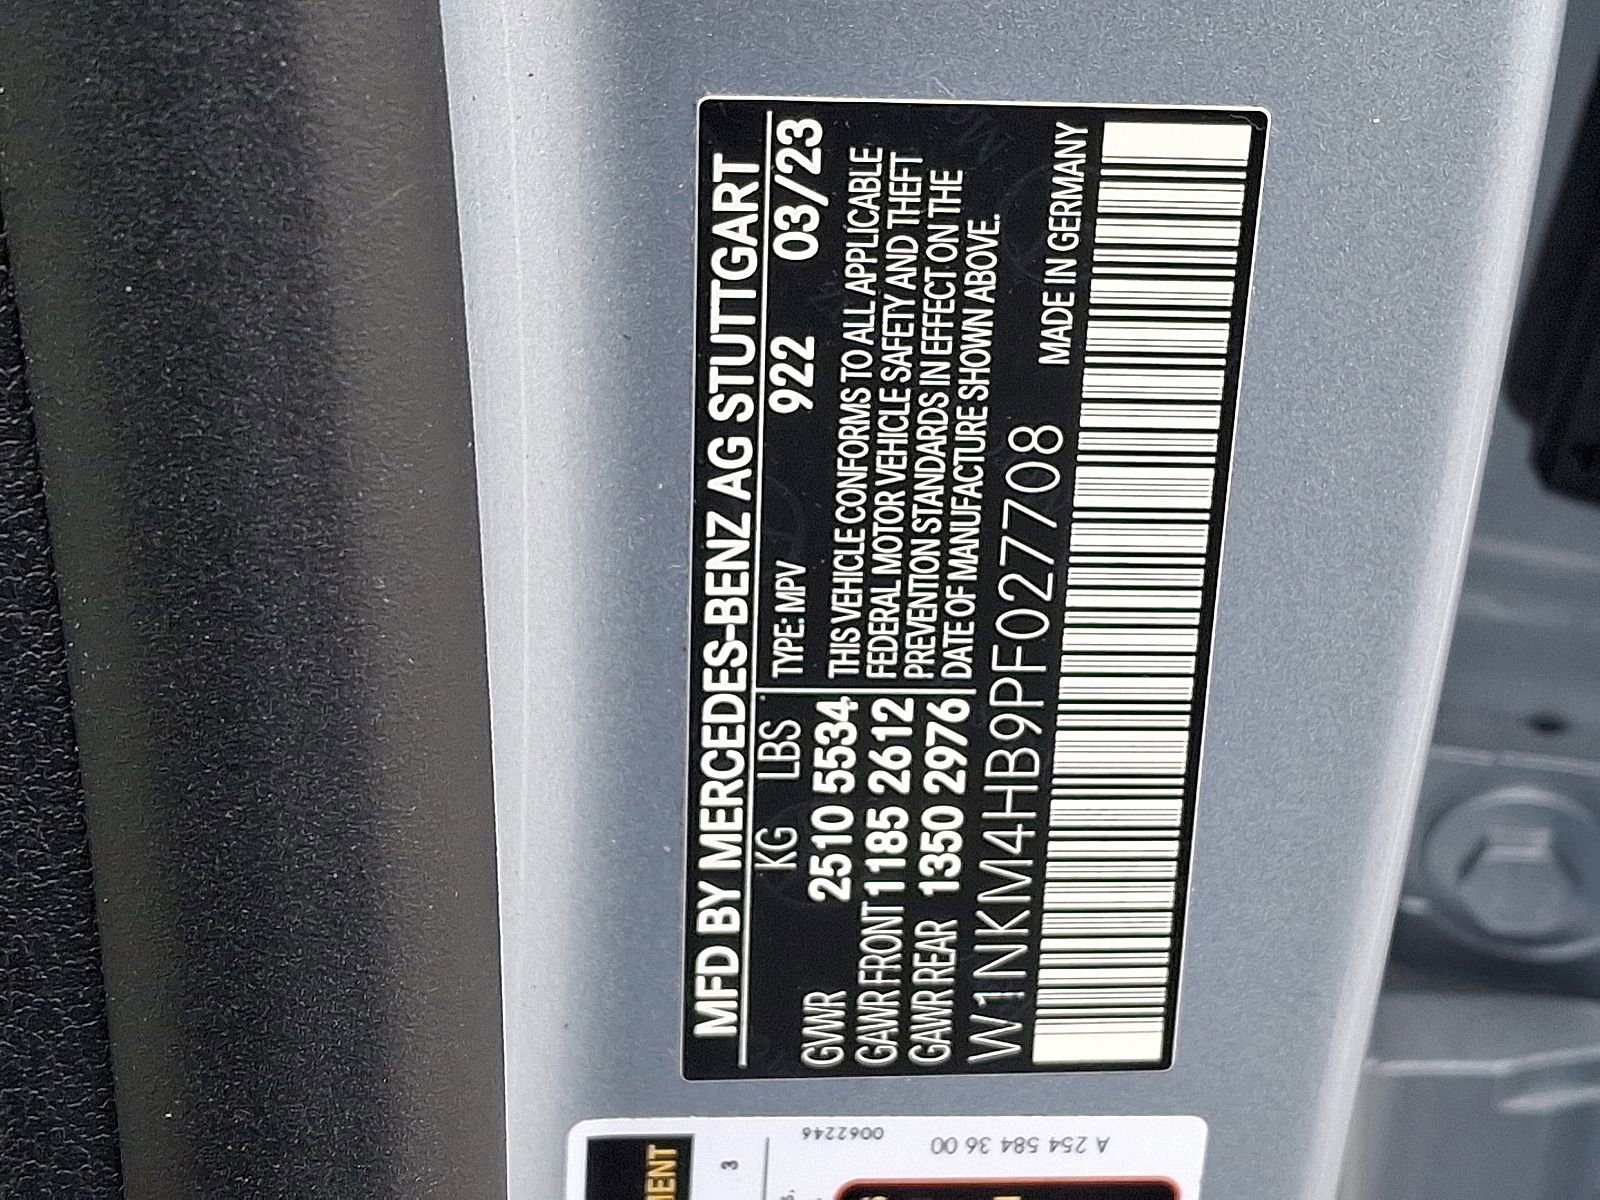 MFD BY MERCEDES-BENZ AG STUTTGART
KG LBS
GVWR 2510 5534
GAWR FRONT 1185 2612
GAWR REAR 1350 2976
TYPE: MPV 922 03/23
THIS VEHICLE CONFORMS TO ALL APPLICABLE
FEDERAL MOTOR VEHICLE SAFETY AND THEFT
PREVENTION STANDARDS IN EFFECT ON THE
DATE OF MANUFACTURE SHOWN ABOVE.
W1NKM4HB9PF027708 MADE IN GERMANY
A 254 584 36 00
0062246
3